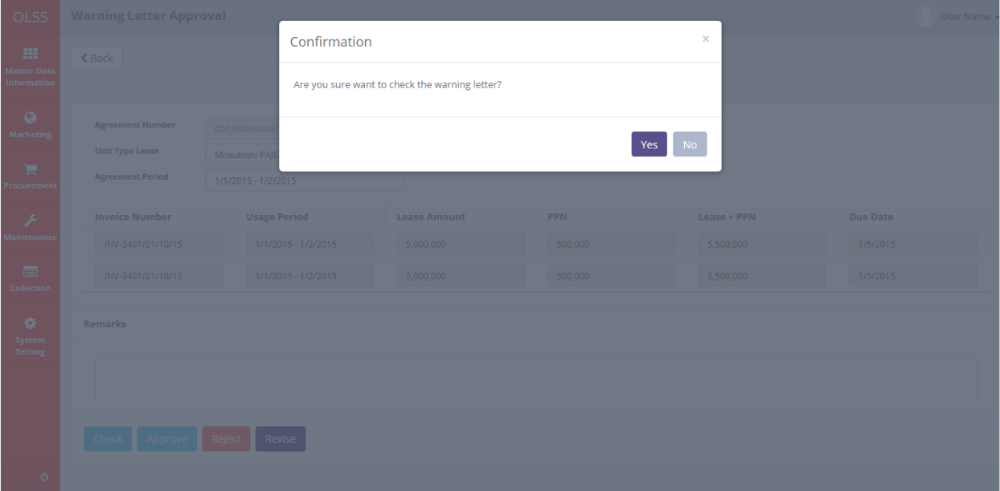 OLSS
Warning Letter Approval
User Name
Confirmation
×
Back
Are you sure want to check the warning letter?
Yes
No
Master Data
Information
Marketing
Procurement
Maintenance
Collection
System
Setting
Agreement Number
000.0009/4/04/
Unit Type Lease
Mitsubishi PAJE
Agreement Period
1/1/2015 - 1/2/2015
Invoice Number Usage Period Lease Amount PPN Lease + PPN Due Date
INV-3401/21/10/15 1/1/2015 - 1/2/2015 5,000,000 500,000 5,500,000 1/5/2015
INV-3401/21/10/15 1/1/2015 - 1/2/2015 5,000,000 500,000 5,500,000 1/5/2015
Remarks
Check Approve Reject Revise